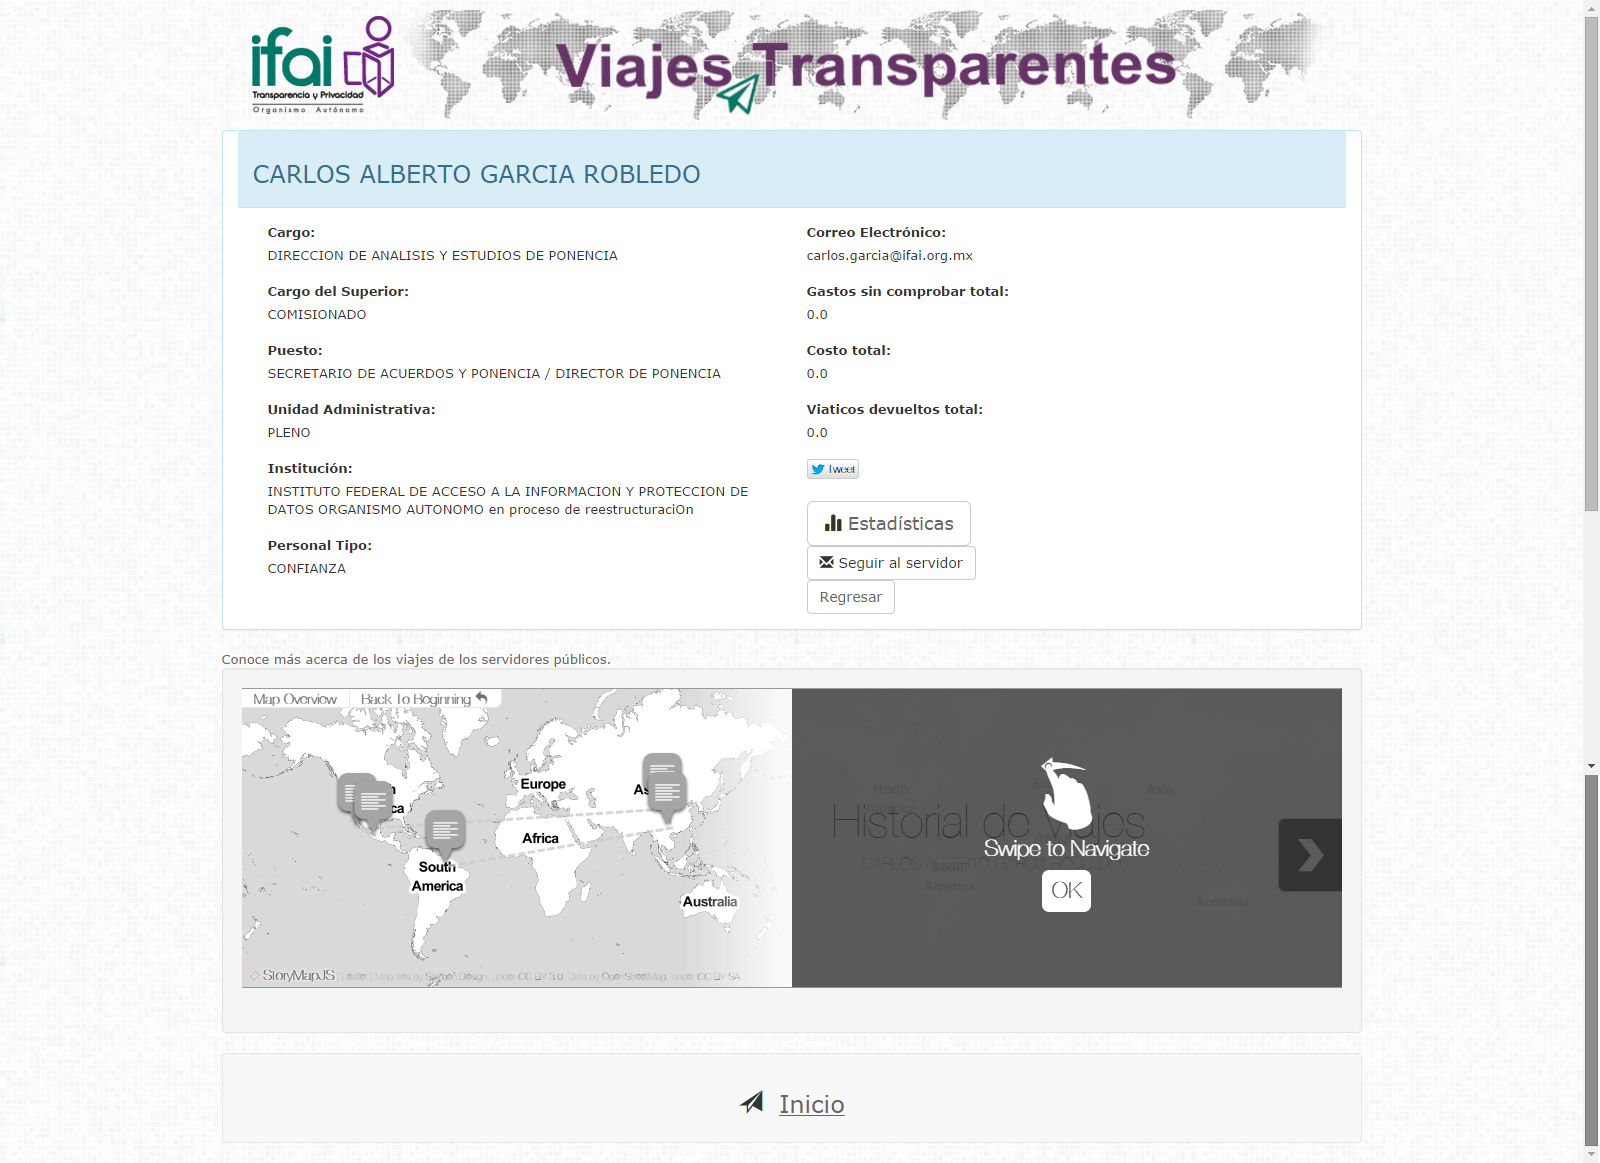 ifai
Transparencia y Privacidad
Organismo Autónomo
Viajes Transparentes
CARLOS ALBERTO GARCIA ROBLEDO
Cargo:
DIRECCION DE ANALISIS Y ESTUDIOS DE PONENCIA
Cargo del Superior:
COMISIONADO
Puesto:
SECRETARIO DE ACUERDOS Y PONENCIA / DIRECTOR DE PONENCIA
Unidad Administrativa:
PLENO
Institución:
INSTITUTO FEDERAL DE ACCESO A LA INFORMACION Y PROTECCION DE
DATOS ORGANISMO AUTONOMO en proceso de reestructuraciOn
Personal Tipo:
CONFIANZA
Correo Electrónico:
carlos.garcia@ifai.org.mx
Gastos sin comprobar total:
0.0
Costo total:
0.0
Viaticos devueltos total:
0.0
Tweet
Estadísticas
Seguir al servidor
Regresar
Conoce más acerca de los viajes de los servidores públicos.
Map Overview
Back To Beginning
Europe
Africa
South
America
Australia
StoryMapJS
Leaflet | Map tiles by Stamen Design, under CC BY 3.0. Data by OpenStreetMap, under CC BY SA.
North
America
Asia
Historial de Viajes
CARLOS ALBERTO GARCIA ROBLEDO
South
America
Australia
Swipe to Navigate
OK
Inicio